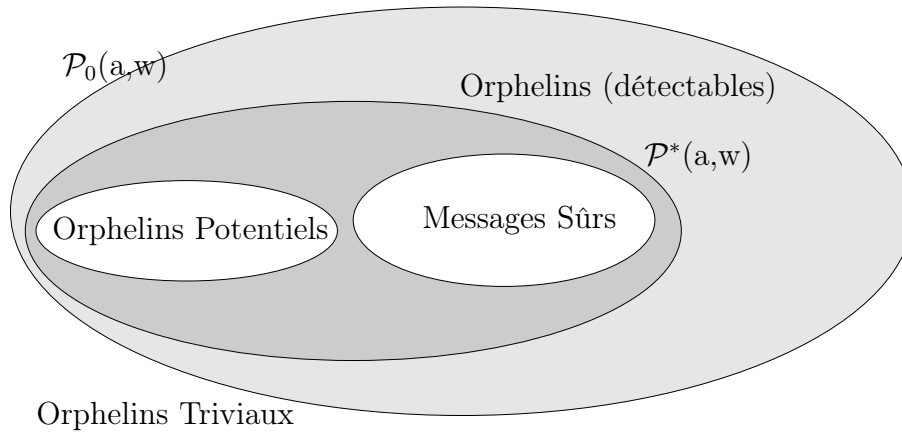 𝒫₀(a,w)
Orphelins (détectables)
𝒫*(a,w)
Orphelins Potentiels
Messages Sûrs
Orphelins Triviaux